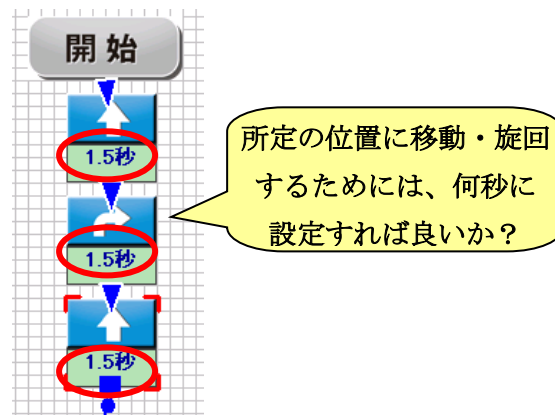 開始
1.5秒
1.5秒
1.5秒
所定の位置に移動・旋回
するためには、何秒に
設定すれば良いか？